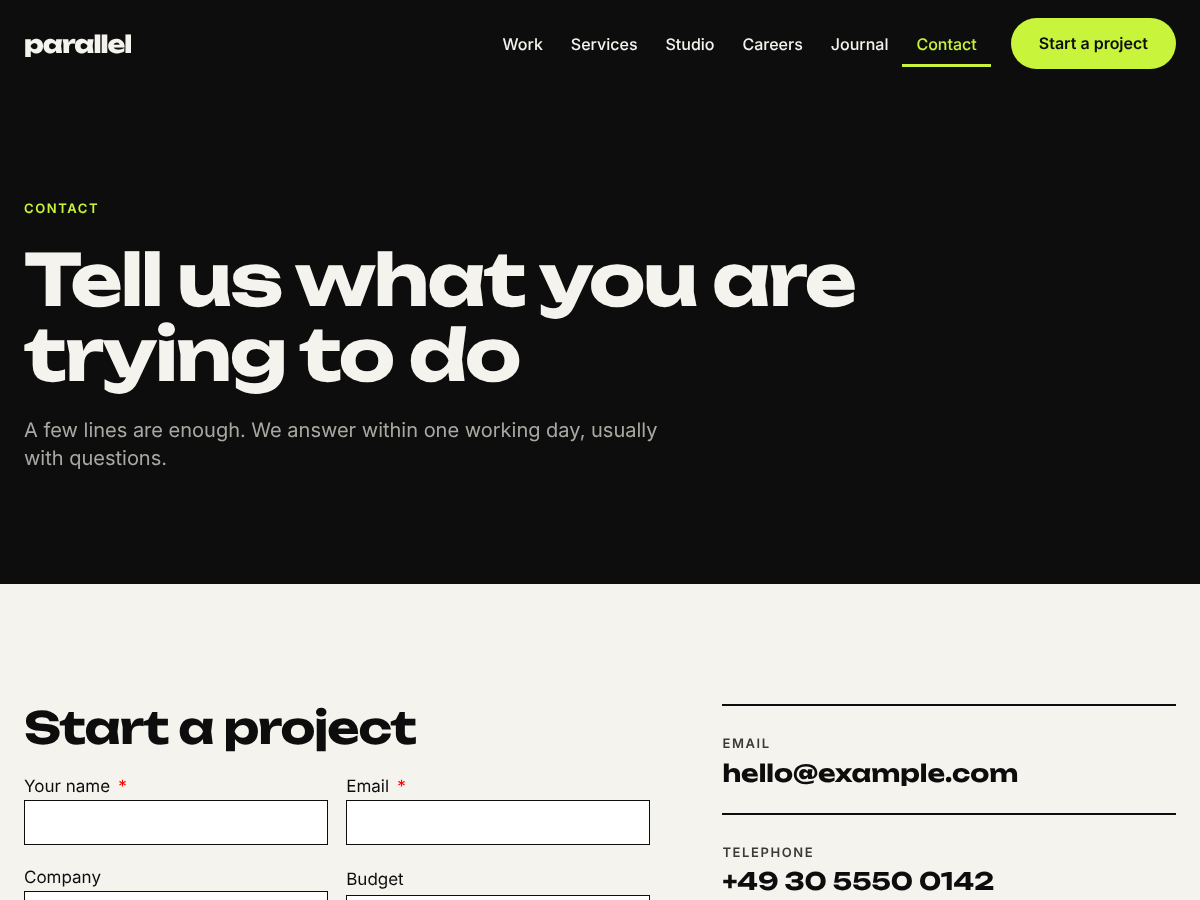 parallel
Work Services Studio Careers Journal Contact Start a project
CONTACT
Tell us what you are
trying to do
A few lines are enough. We answer within one working day, usually
with questions.
Start a project
Your name *
Email *
Company
Budget
EMAIL
hello@example.com
TELEPHONE
+49 30 5550 0142